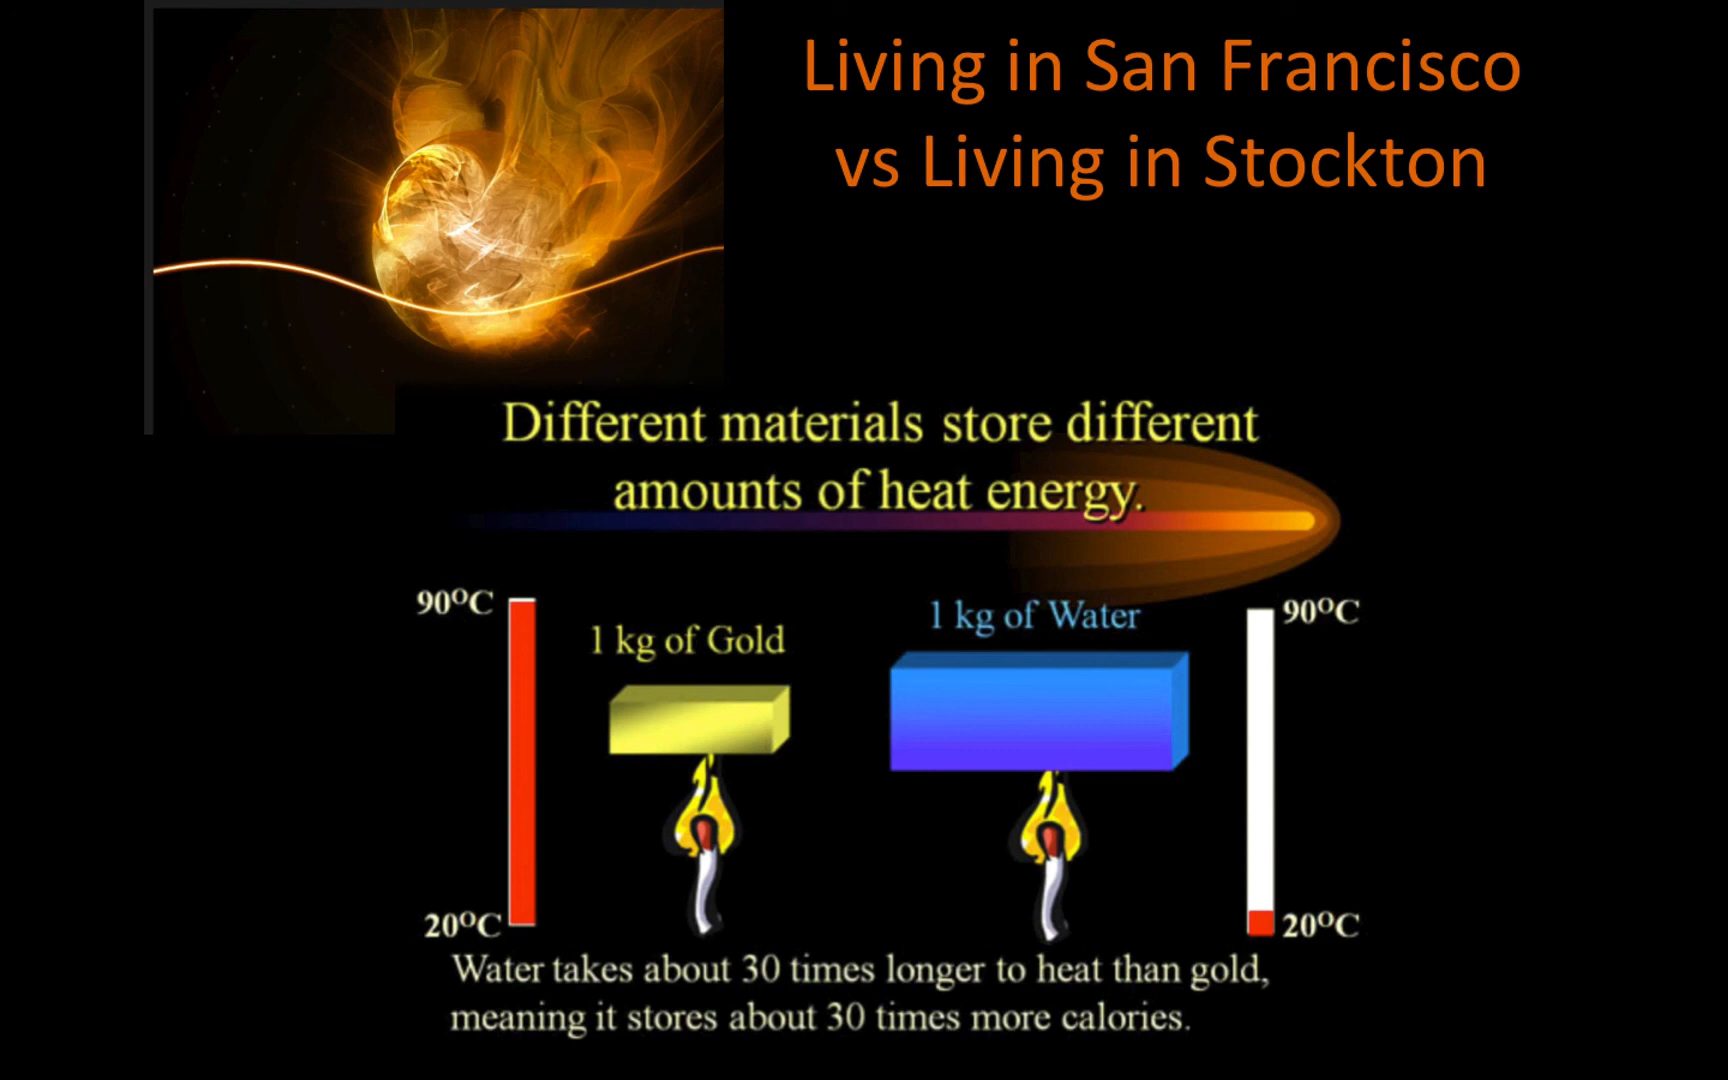 Living in San Francisco
vs Living in Stockton
Different materials store different
amounts of heat energy.
90°C
1 kg of Gold
1 kg of Water
90°C
20°C
20°C
Water takes about 30 times longer to heat than gold,
meaning it stores about 30 times more calories.